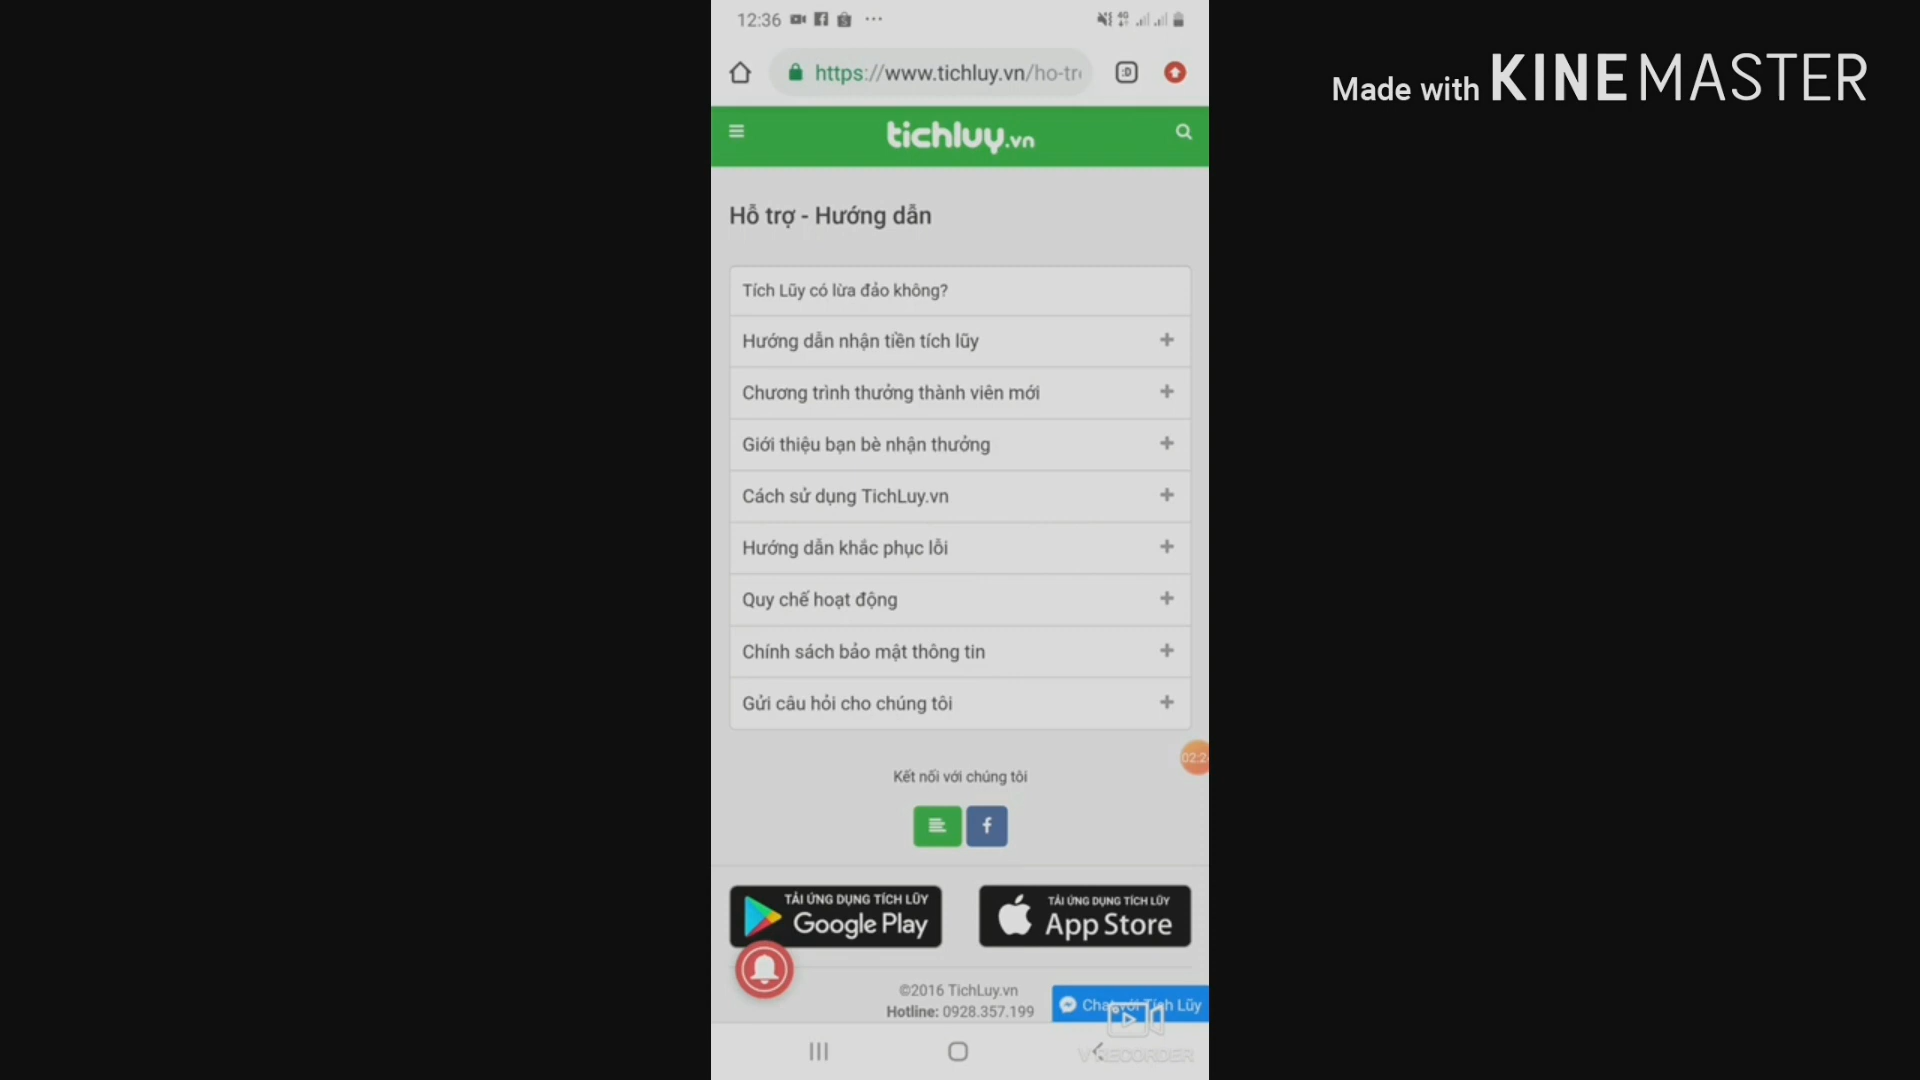 12:36
4G
https://www.tichluy.vn/ho-tr
:D
Made with KINEMASTER
tichluy.vn
Hỗ trợ - Hướng dẫn
Tích Lũy có lừa đảo không?
Hướng dẫn nhận tiền tích lũy
Chương trình thưởng thành viên mới
Giới thiệu bạn bè nhận thưởng
Cách sử dụng TichLuy.vn
Hướng dẫn khắc phục lỗi
Quy chế hoạt động
Chính sách bảo mật thông tin
Gửi câu hỏi cho chúng tôi
02:2
Kết nối với chúng tôi
TẢI ỨNG DỤNG TÍCH LŨY
Google Play
TẢI ỨNG DỤNG TÍCH LŨY
App Store
©2016 TichLuy.vn
Hotline: 0928.357.199
Chat với Tích Lũy
VRECORDER